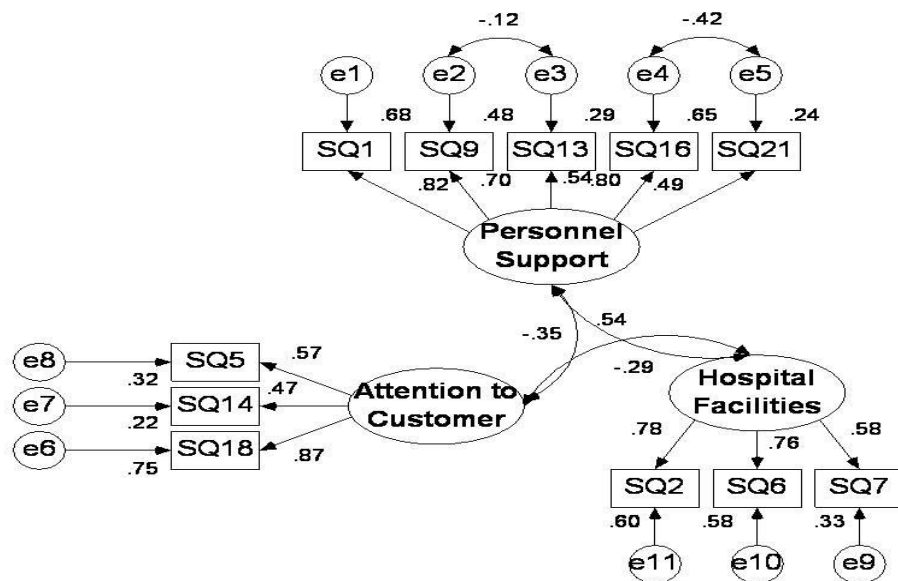 -.12 -.42
e1 e2 e3 e4 e5
.68 .48 .29 .65 .24
SQ1 SQ9 SQ13 SQ16 SQ21
.82 .70 .54 .80 .49
Personnel
Support
-.35 .54
-.29
e8 .32 SQ5 .57
e7 .22 SQ14 .47
e6 .75 SQ18 .87
Attention to
Customer
Hospital
Facilities
.78 .76 .58
SQ2 SQ6 SQ7
.60 .58 .33
e11 e10 e9